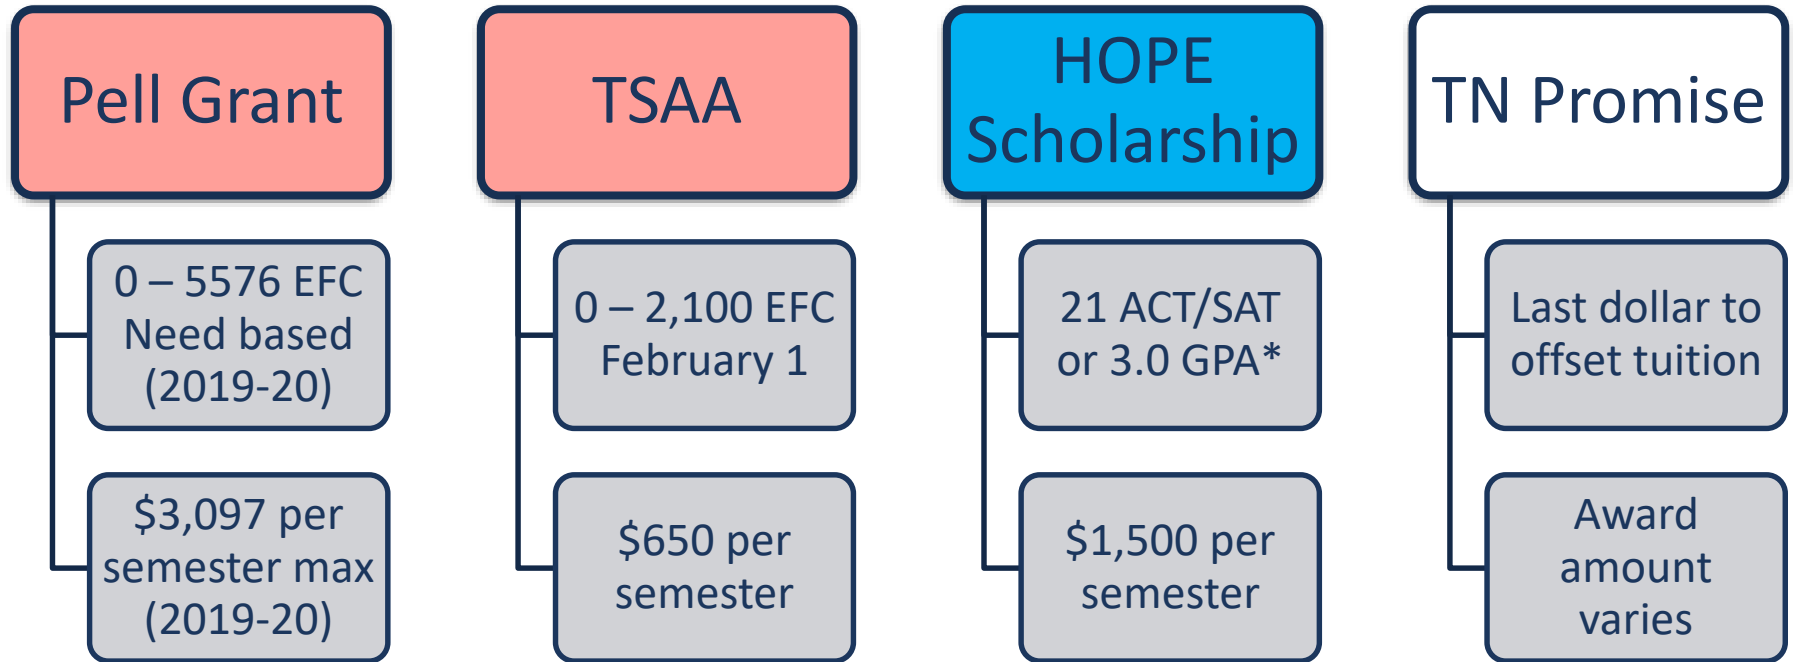 Pell Grant
0 – 5576 EFC
Need based
(2019-20)
$3,097 per
semester max
(2019-20)
TSAA
0 – 2,100 EFC
February 1
$650 per
semester
HOPE
Scholarship
21 ACT/SAT
or 3.0 GPA*
$1,500 per
semester
TN Promise
Last dollar to
offset tuition
Award
amount
varies